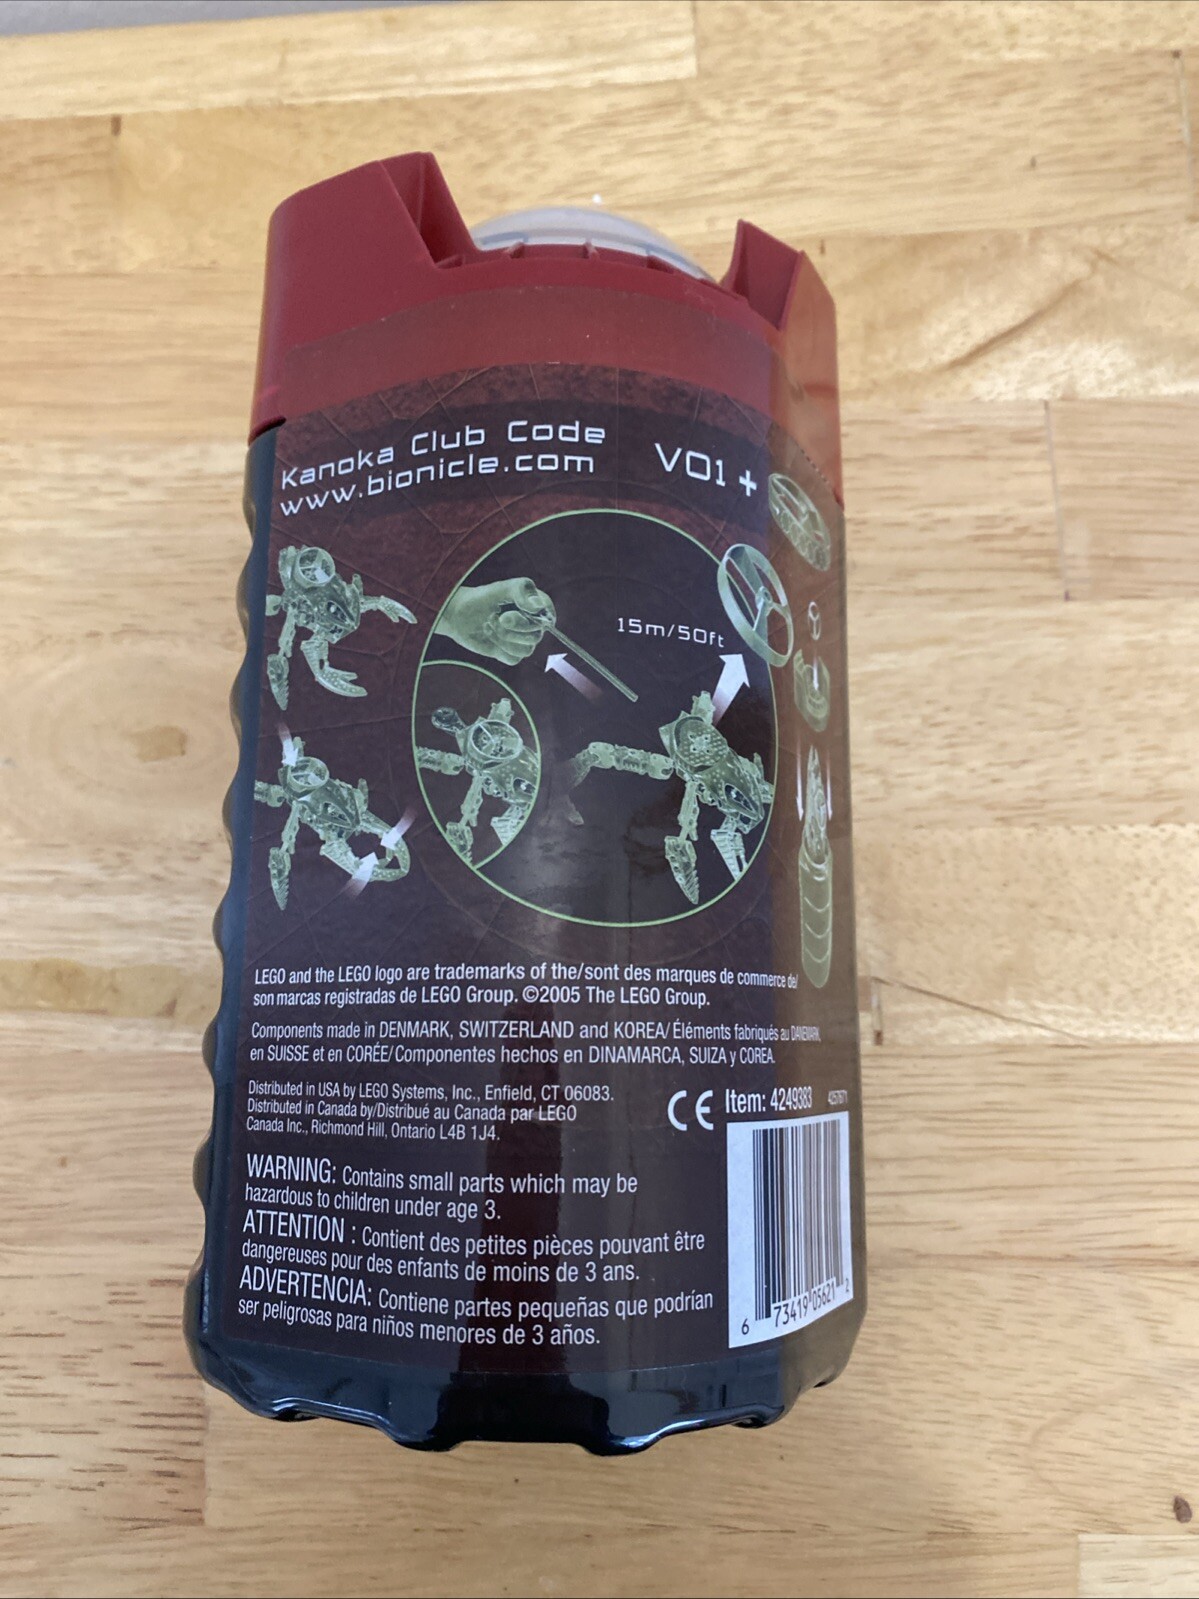 Kanoka Club Code
www.bionicle.com
V01+
15m/50ft
LEGO and the LEGO logo are trademarks of the/sont des marques de commerce de/
son marcas registradas de LEGO Group. ©2005 The LEGO Group.
Components made in DENMARK, SWITZERLAND and KOREA/Éléments fabriqués au DANEMARK,
en SUISSE et en CORÉE/Componentes hechos en DINAMARCA, SUIZA y COREA.
Distributed in USA by LEGO Systems, Inc., Enfield, CT 06083.
Distributed in Canada by/Distribué au Canada par LEGO
Canada Inc., Richmond Hill, Ontario L4B 1J4.
CE Item: 4249383 4257671
WARNING: Contains small parts which may be
hazardous to children under age 3.
ATTENTION : Contient des petites pièces pouvant être
dangereuses pour des enfants de moins de 3 ans.
ADVERTENCIA: Contiene partes pequeñas que podrían
ser peligrosas para niños menores de 3 años.
6 73419 05621 2